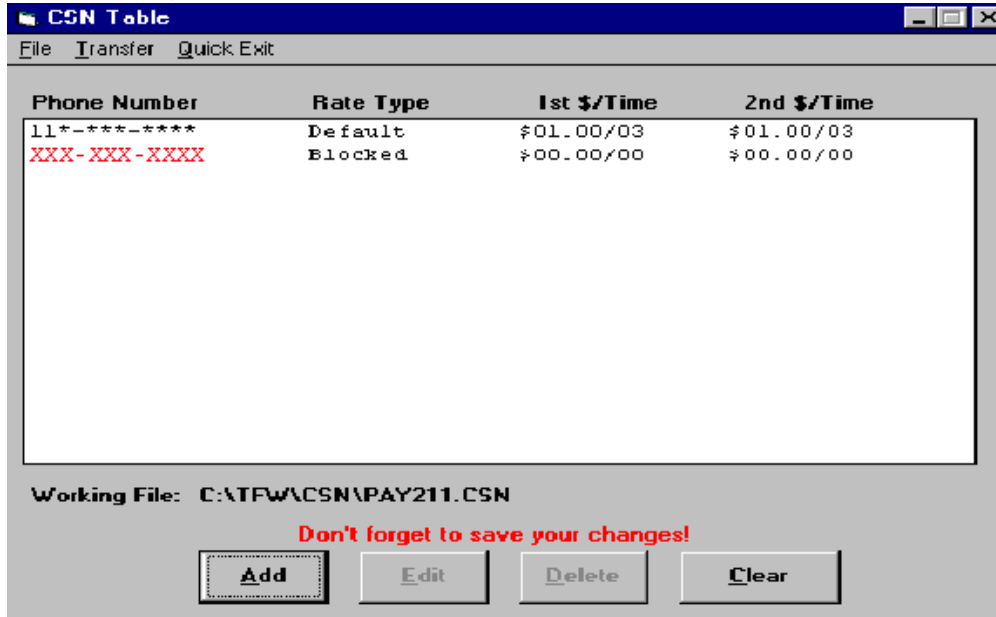 CSN Table
File Transfer Quick Exit
Phone Number Rate Type 1st $/Time 2nd $/Time
11*-***-**** Default $01.00/03 $01.00/03
XXX-XXX-XXXX Blocked $00.00/00 $00.00/00
Working File: C:\TFW\CSN\PAY211.CSN
Don't forget to save your changes!
Add Edit Delete Clear